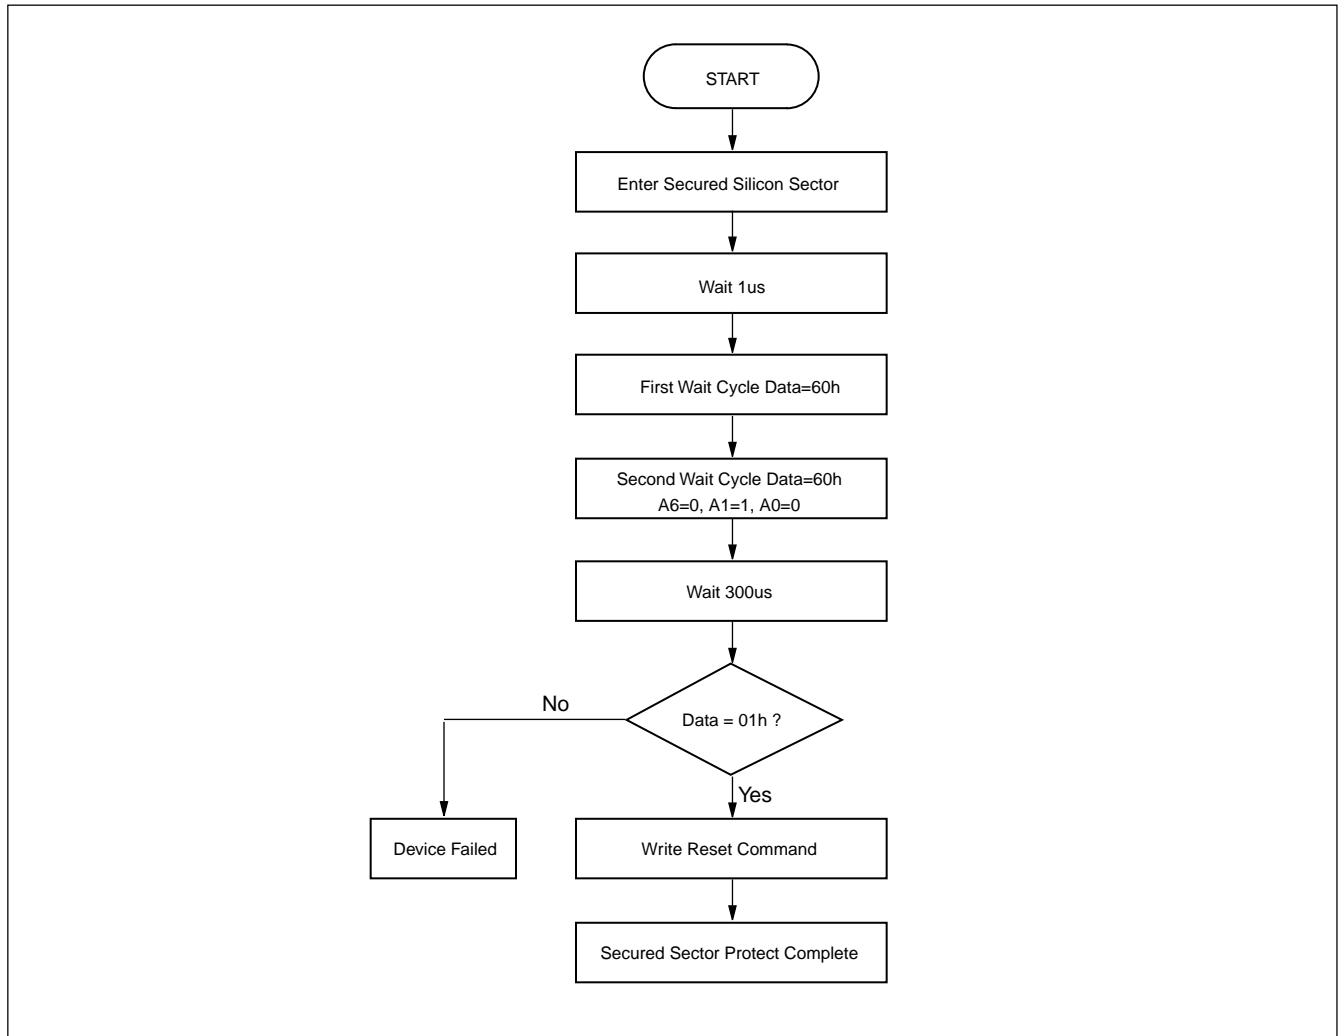 START
Enter Secured Silicon Sector
Wait 1us
First Wait Cycle Data=60h
Second Wait Cycle Data=60h
A6=0, A1=1, A0=0
Wait 300us
No
Data = 01h ?
Yes
Device Failed
Write Reset Command
Secured Sector Protect Complete